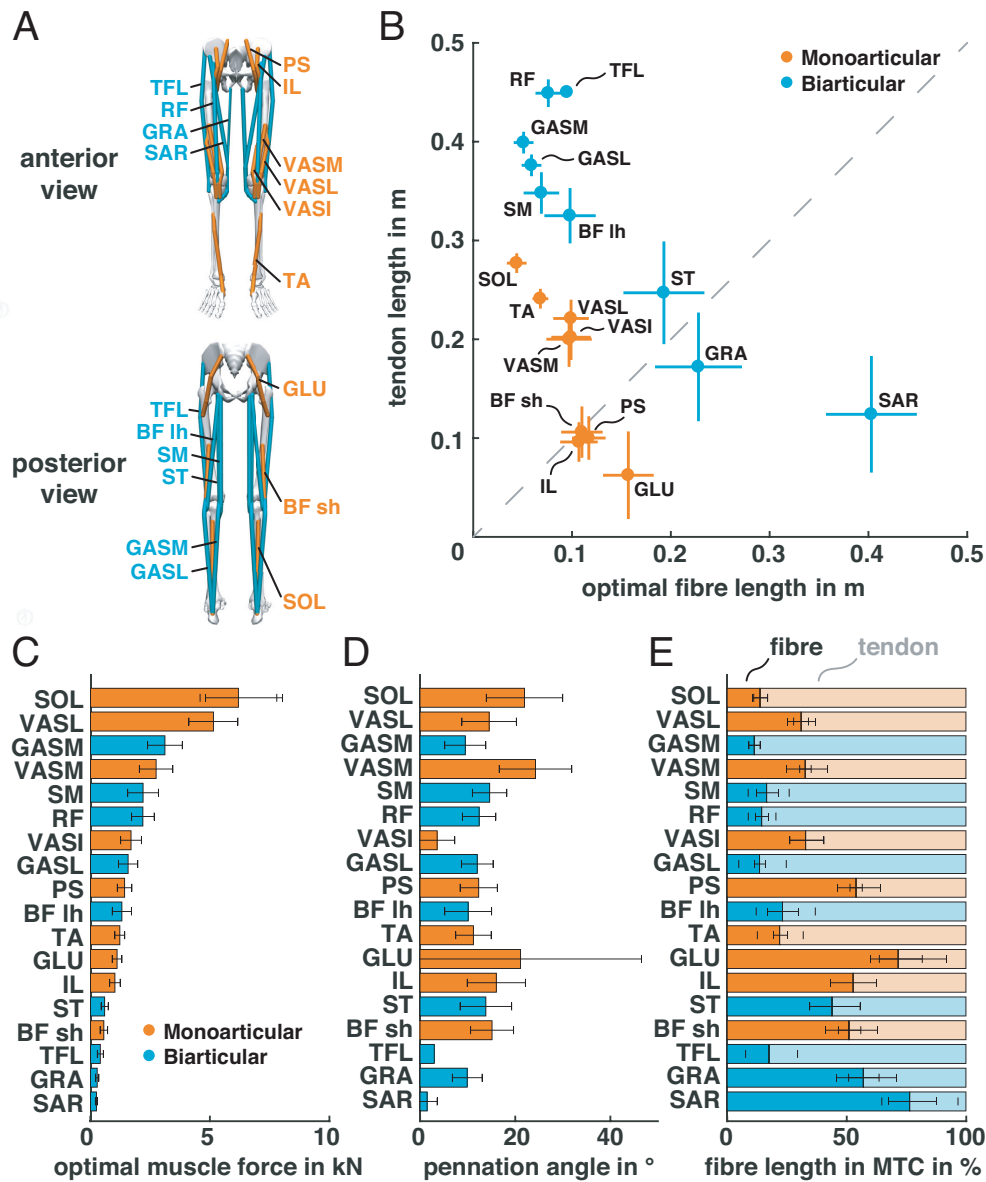 A
anterior
view
TFL
RF
GRA
SAR
PS
IL
VASM
VASL
VASI
TA
posterior
view
TFL
BF lh
SM
ST
GASM
GASL
GLU
BF sh
SOL
B
Monoarticular
Biarticular
tendon length in m
0.5
0.4
0.3
0.2
0.1
0
0.1
0.2
0.3
0.4
0.5
optimal fibre length in m
RF
TFL
GASM
GASL
SM
BF lh
SOL
TA
VASL
VASI
VASM
ST
GRA
SAR
BF sh
PS
IL
GLU
C
SOL
VASL
GASM
VASM
SM
RF
VASI
GASL
PS
BF lh
TA
GLU
IL
ST
BF sh
TFL
GRA
SAR
Monoarticular
Biarticular
0
5
10
optimal muscle force in kN
D
SOL
VASL
GASM
VASM
SM
RF
VASI
GASL
PS
BF lh
TA
GLU
IL
ST
BF sh
TFL
GRA
SAR
0
20
40
pennation angle in °
E
fibre
tendon
SOL
VASL
GASM
VASM
SM
RF
VASI
GASL
PS
BF lh
TA
GLU
IL
ST
BF sh
TFL
GRA
SAR
0
50
100
fibre length in MTC in %